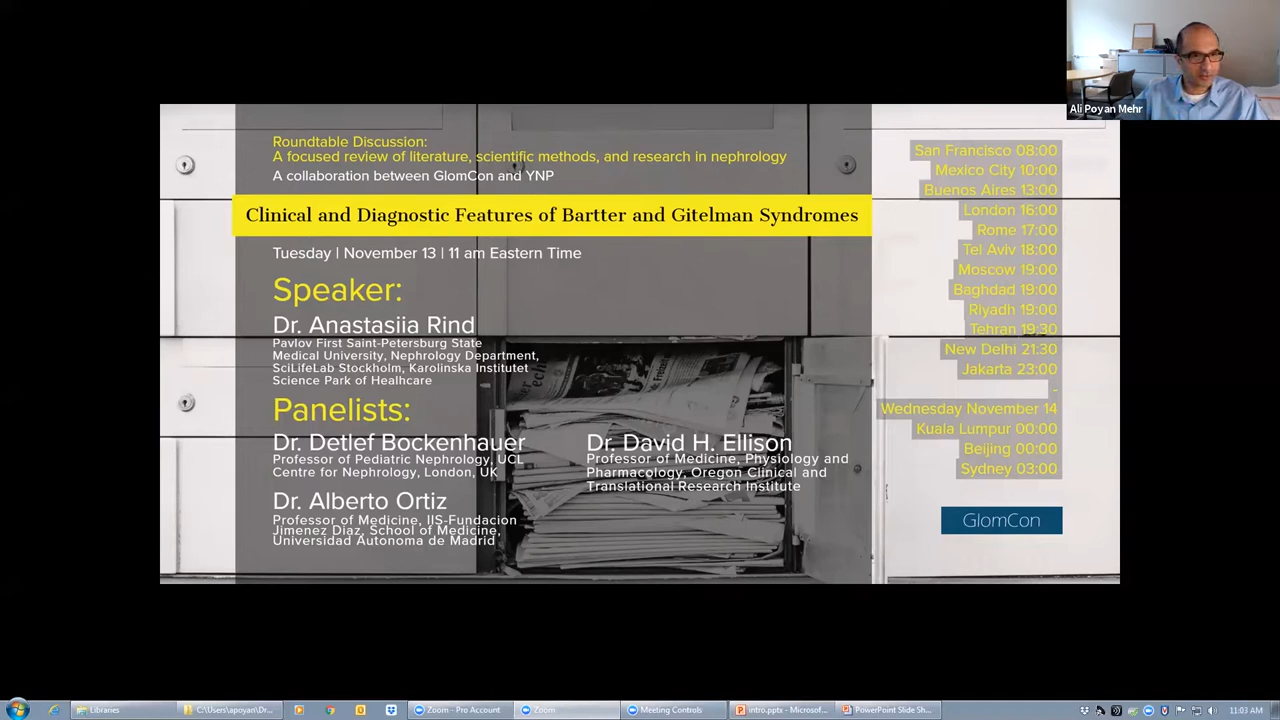 Ali Poyan Mehr
Roundtable Discussion:
A focused review of literature, scientific methods, and research in nephrology
A collaboration between GlomCon and YNP
Clinical and Diagnostic Features of Bartter and Gitelman Syndromes
Tuesday | November 13 | 11 am Eastern Time
Speaker:
Dr. Anastasiia Rind
Pavlov First Saint-Petersburg State
Medical University, Nephrology Department,
SciLifeLab Stockholm, Karolinska Institutet
Science Park of Healhcare
Panelists:
Dr. Detlef Bockenhauer
Professor of Pediatric Nephrology, UCL
Centre for Nephrology, London, UK
Dr. Alberto Ortiz
Professor of Medicine, IIS-Fundacion
Jimenez Diaz, School of Medicine,
Universidad Autonoma de Madrid
Dr. David H. Ellison
Professor of Medicine, Physiology and
Pharmacology, Oregon Clinical and
Translational Research Institute
San Francisco 08:00
Mexico City 10:00
Buenos Aires 13:00
London 16:00
Rome 17:00
Tel Aviv 18:00
Moscow 19:00
Baghdad 19:00
Riyadh 19:00
Tehran 19:30
New Delhi 21:30
Jakarta 23:00
-
Wednesday November 14
Kuala Lumpur 00:00
Beijing 00:00
Sydney 03:00
GlomCon
Libraries
C:\Users\apoyan\Dr...
Zoom - Pro Account
Zoom
Meeting Controls
intro.pptx - Microsof...
PowerPoint Slide Sh...
11:03 AM